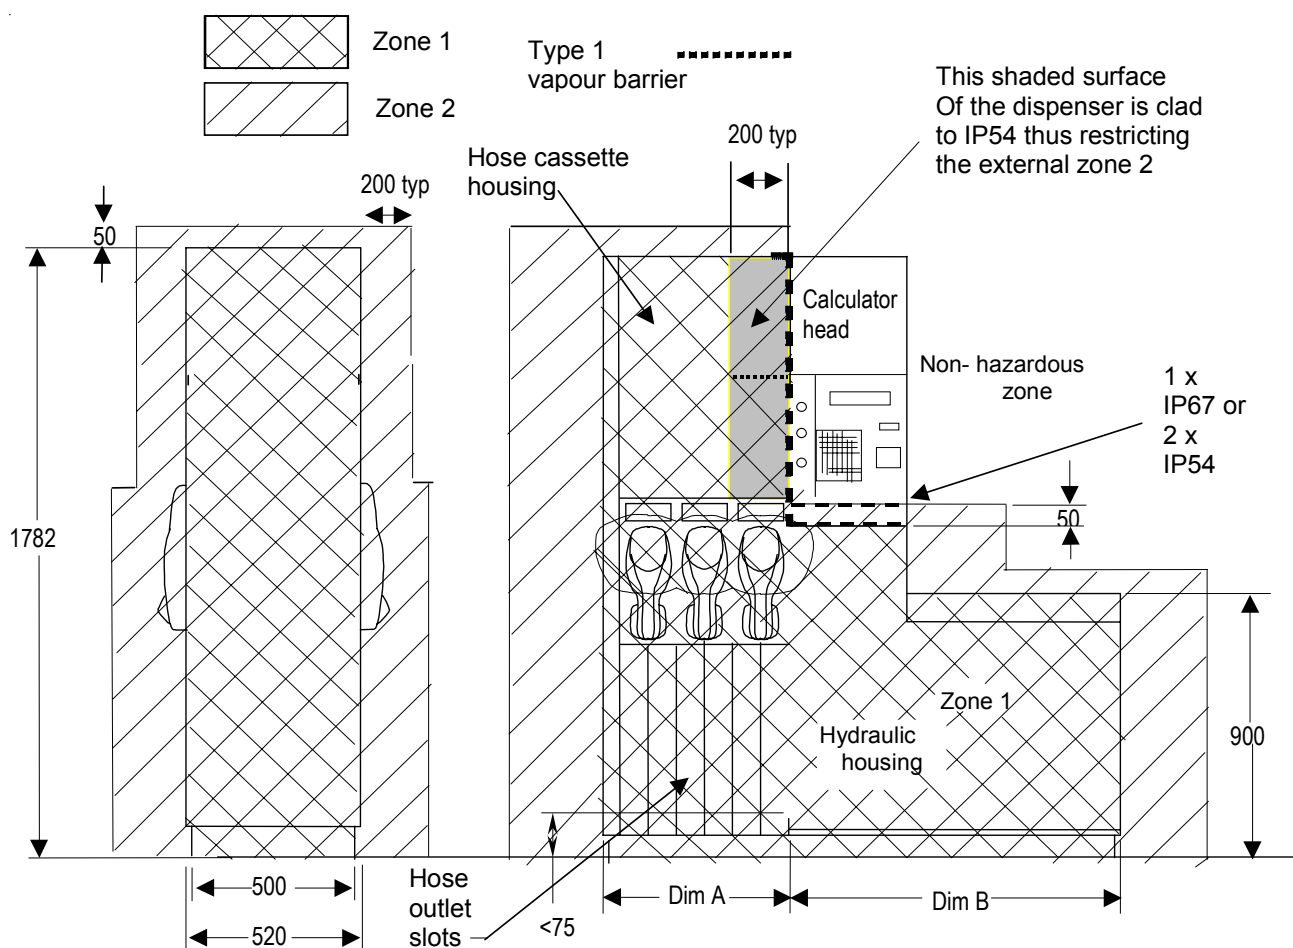 Zone 1
Zone 2
Type 1
vapour barrier
This shaded surface
Of the dispenser is clad
to IP54 thus restricting
the external zone 2
200 typ
Hose cassette
housing
200 typ
50
Calculator
head
Non- hazardous
zone
1 x
IP67 or
2 x
IP54
50
1782
Zone 1
Hydraulic
housing
900
500
520
Hose
outlet
slots
<75
Dim A
Dim B